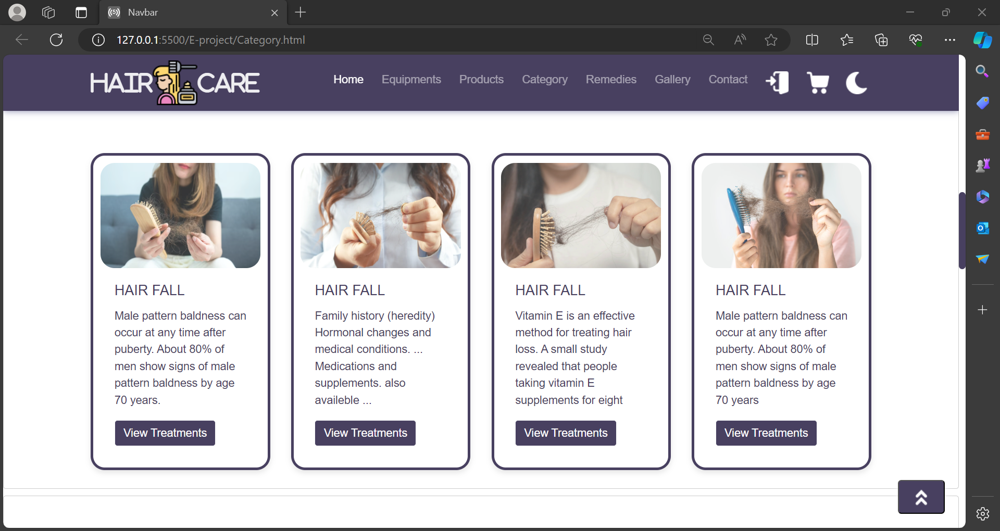 Navbar
127.0.0.1:5500/E-project/Category.html
HAIR CARE
Home Equipments Products Category Remedies Gallery Contact
HAIR FALL
Male pattern baldness can
occur at any time after
puberty. About 80% of
men show signs of male
pattern baldness by age
70 years.
View Treatments
HAIR FALL
Family history (heredity)
Hormonal changes and
medical conditions. ...
Medications and
supplements. also
availeble ...
View Treatments
HAIR FALL
Vitamin E is an effective
method for treating hair
loss. A small study
revealed that people
taking vitamin E
supplements for eight
View Treatments
HAIR FALL
Male pattern baldness can
occur at any time after
puberty. About 80% of
men show signs of male
pattern baldness by age
70 years
View Treatments